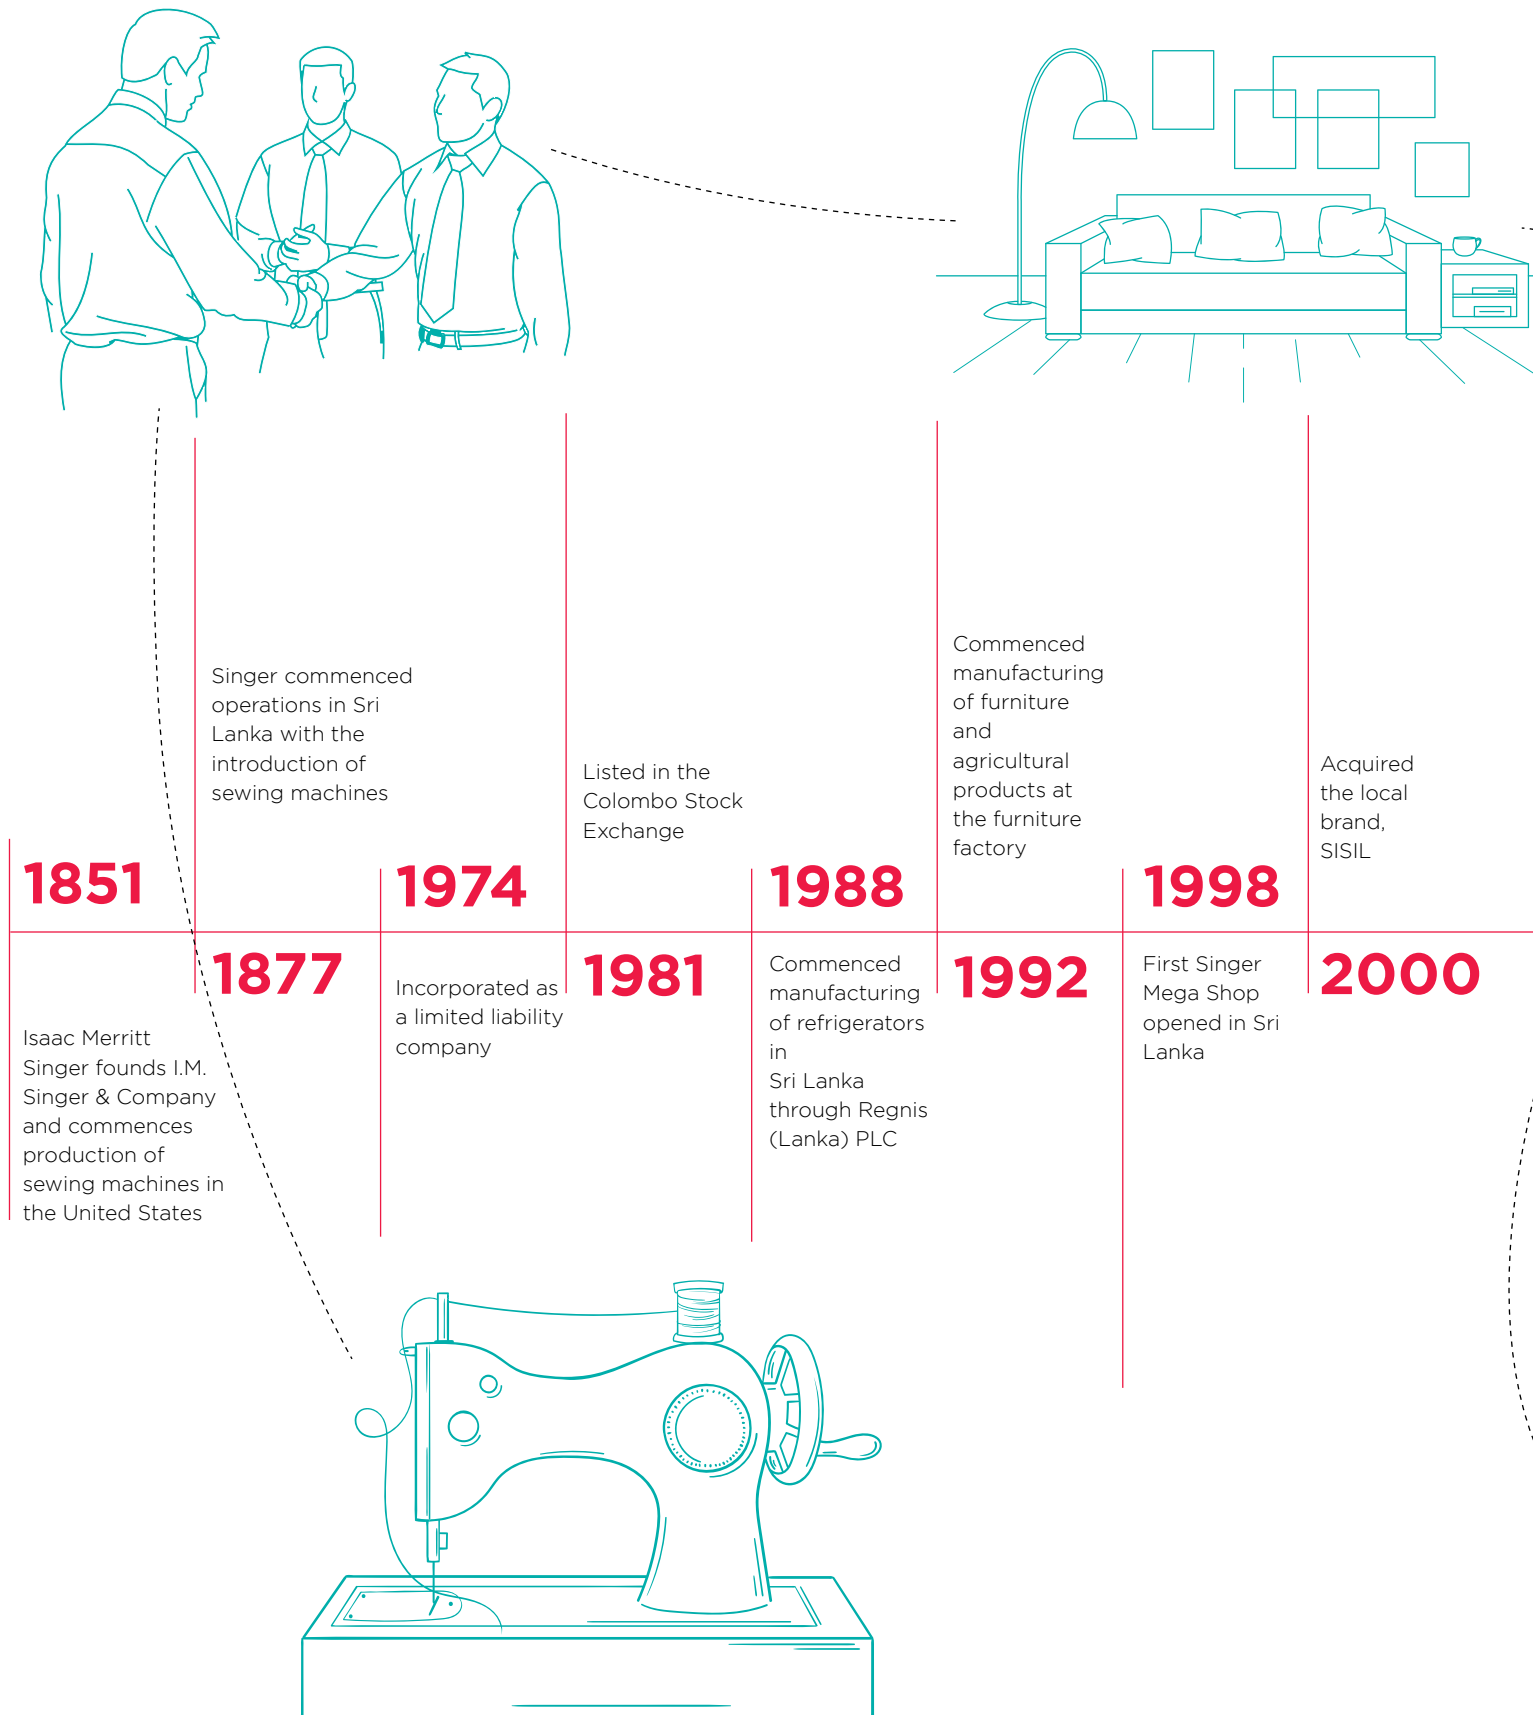 1851
Isaac Merritt
Singer founds I.M.
Singer & Company
and commences
production of
sewing machines in
the United States
Singer commenced
operations in Sri
Lanka with the
introduction of
sewing machines
1877
1974
Incorporated as
a limited liability
company
Listed in the
Colombo Stock
Exchange
1981
1988
Commenced
manufacturing
of refrigerators
in
Sri Lanka
through Regnis
(Lanka) PLC
Commenced
manufacturing
of furniture
and
agricultural
products at
the furniture
factory
1992
1998
First Singer
Mega Shop
opened in Sri
Lanka
Acquired
the local
brand,
SISIL
2000